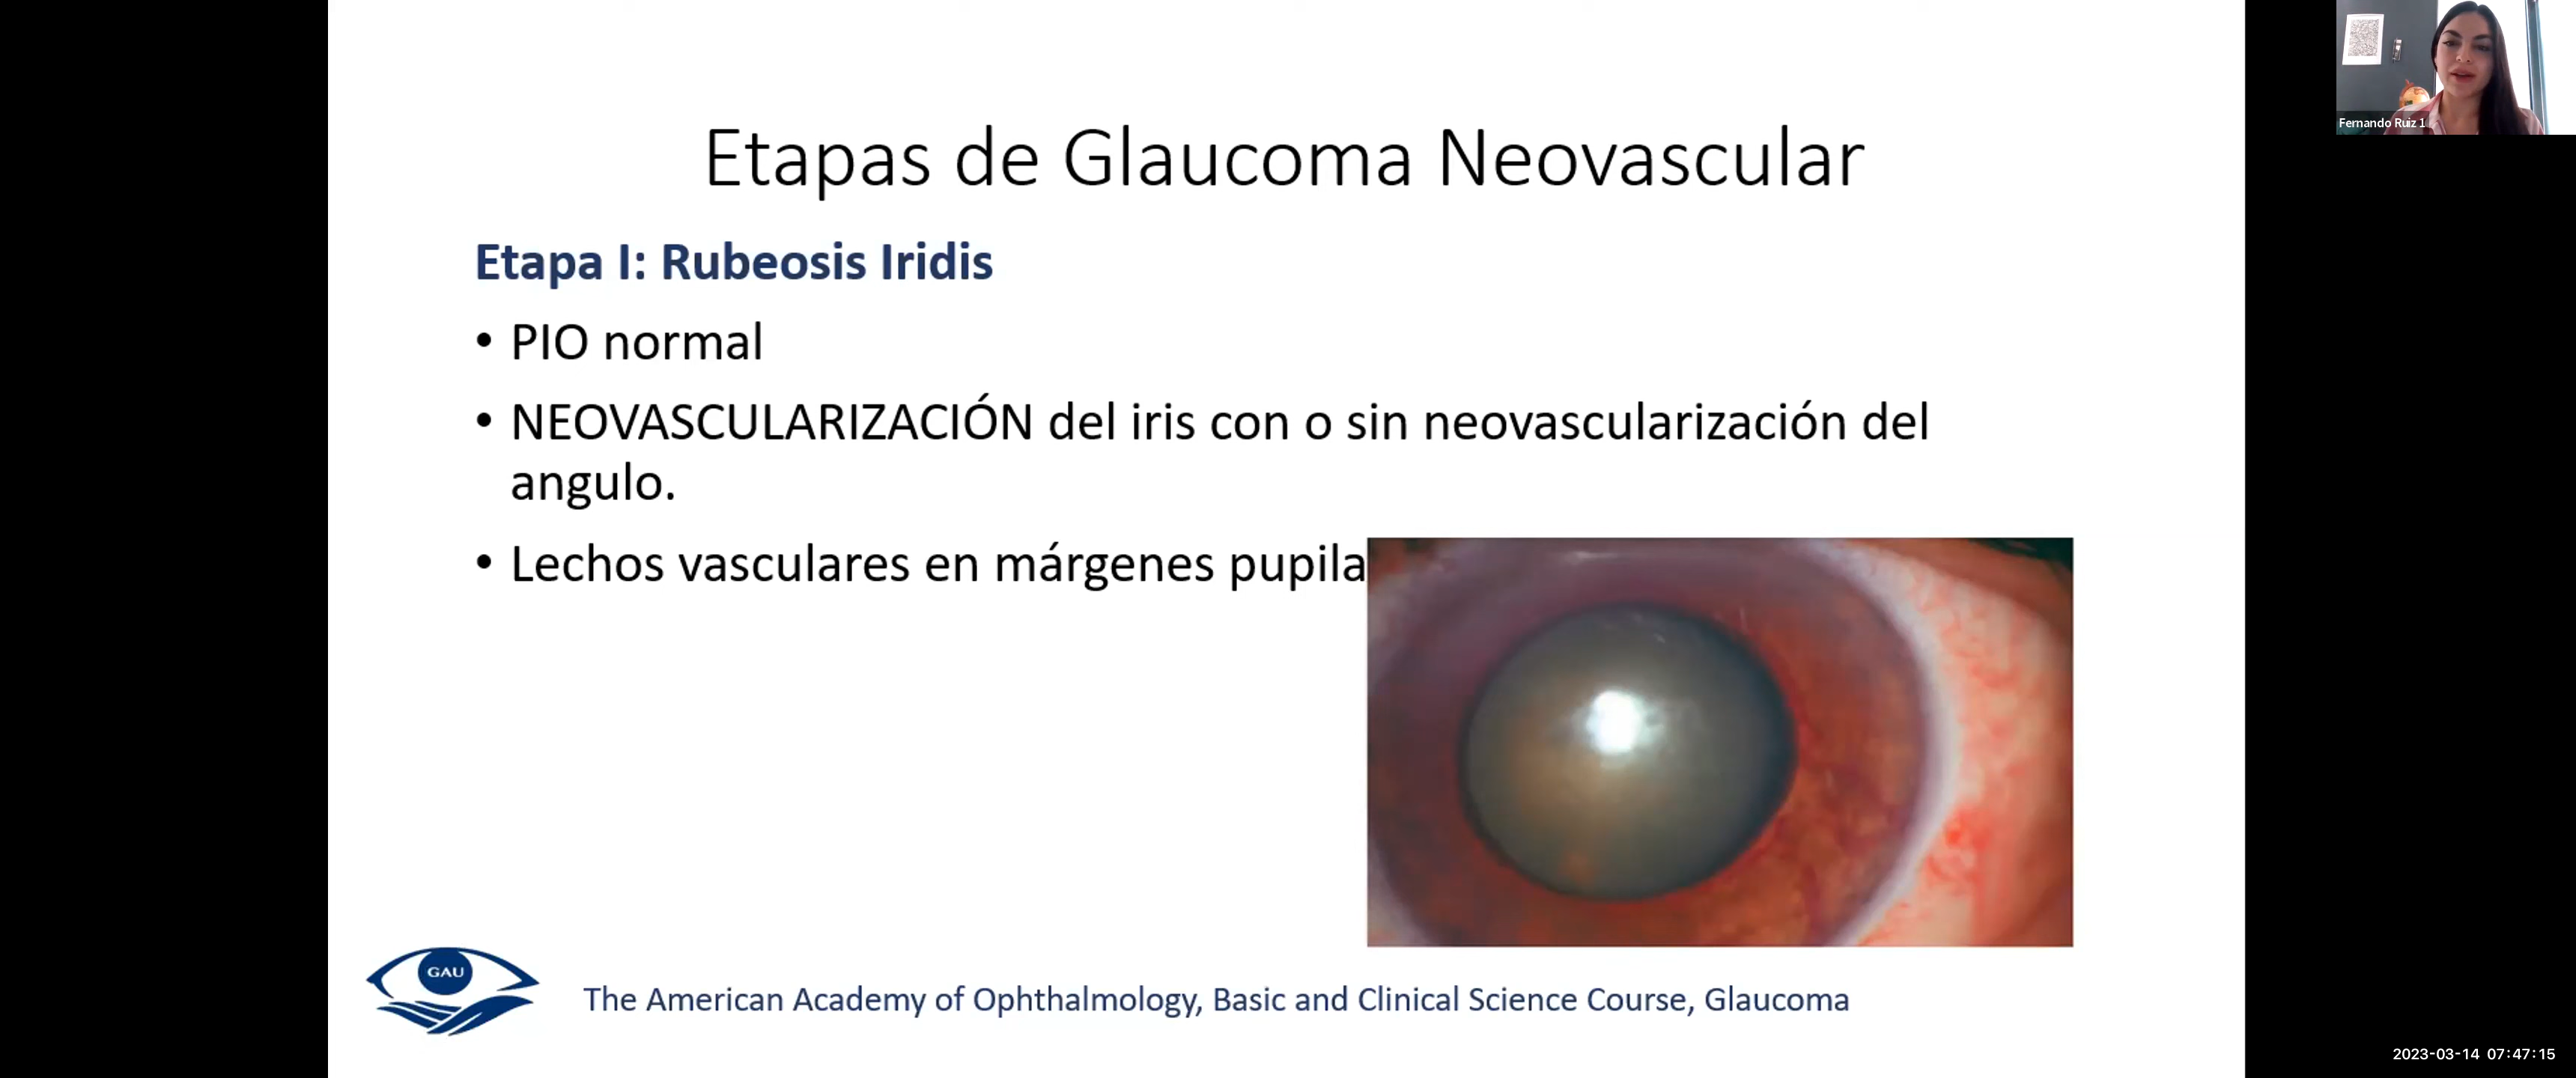 Etapas de Glaucoma Neovascular
Etapa I: Rubeosis Iridis
• PIO normal
• NEOVASCULARIZACIÓN del iris con o sin neovascularización del
angulo.
• Lechos vasculares en márgenes pupila
GAU
The American Academy of Ophthalmology, Basic and Clinical Science Course, Glaucoma
Fernando Ruiz 1
2023-03-14 07:47:15